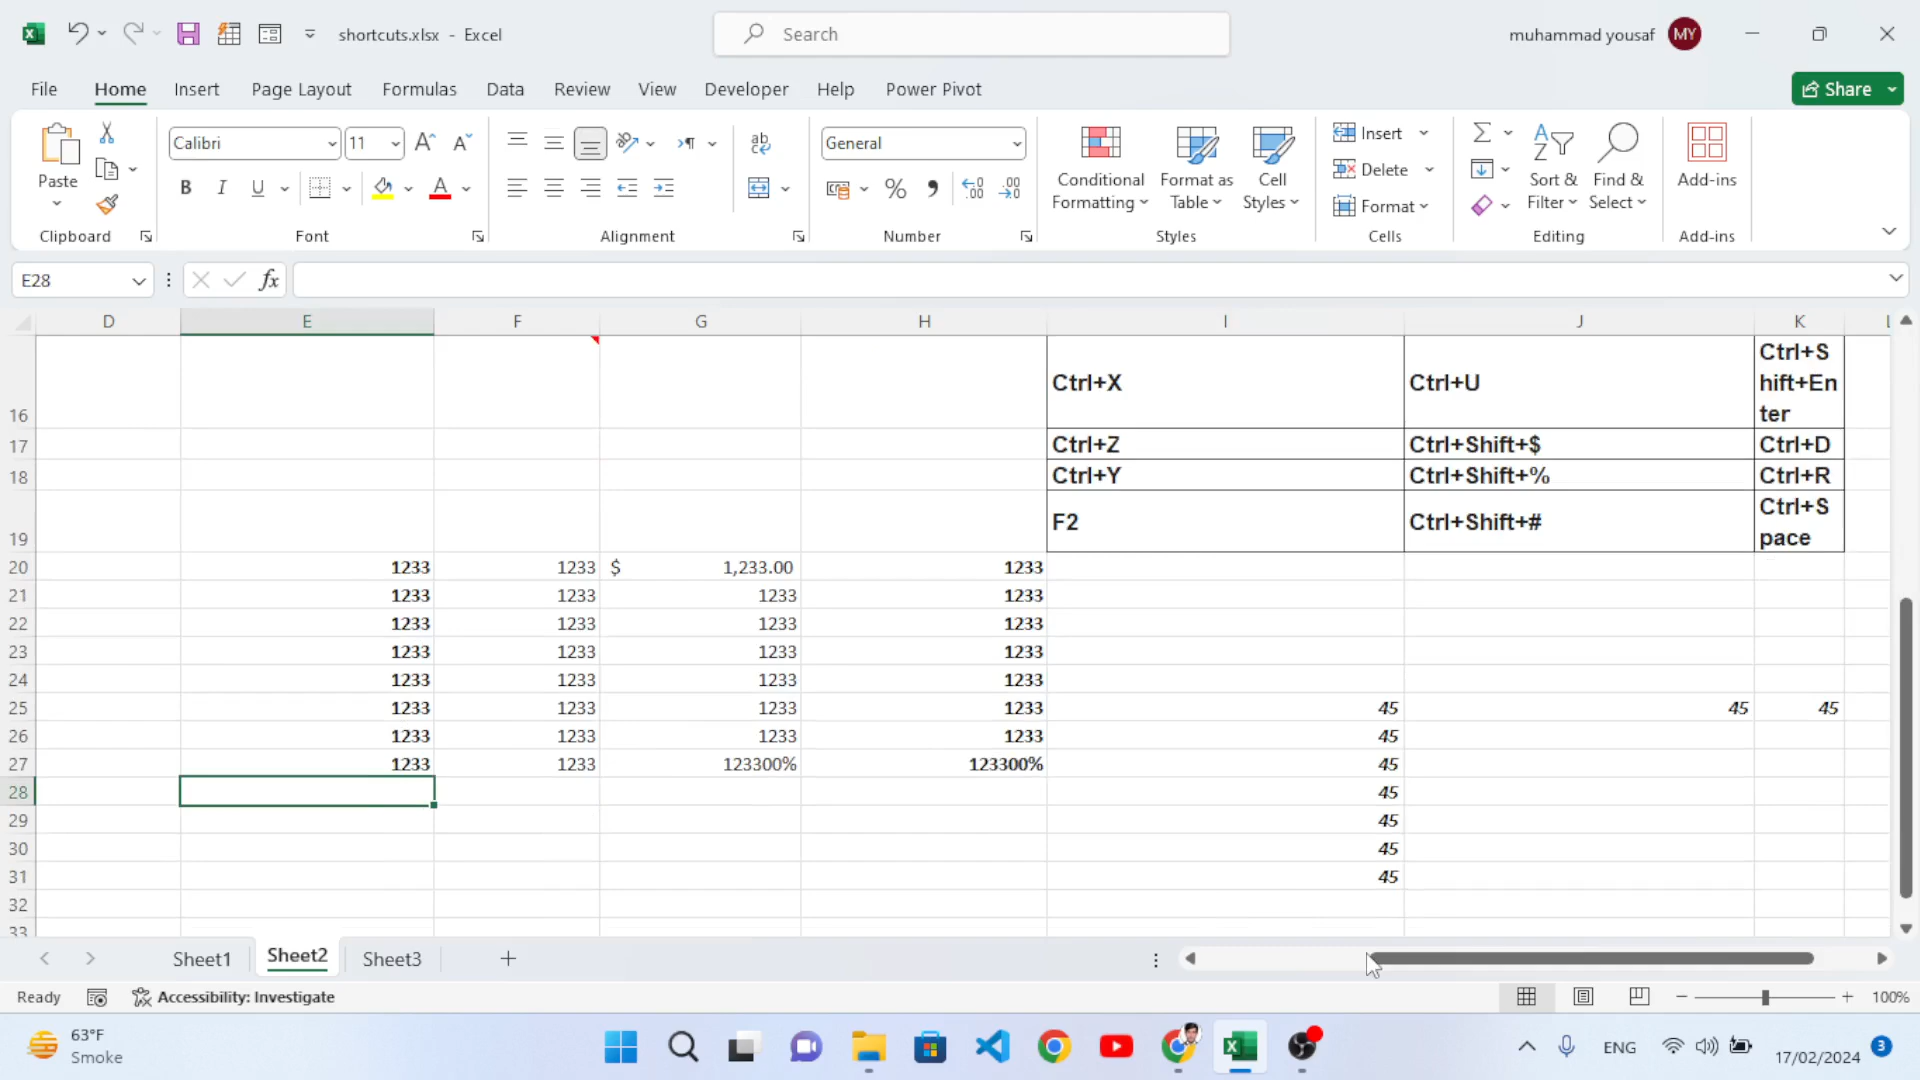 shortcuts.xlsx - Excel
Search
muhammad yousaf MY
File Home Insert Page Layout Formulas Data Review View Developer Help Power Pivot
Share
Paste
Clipboard
Calibri 11
B I U
Font
Alignment
General
Number
Conditional Formatting
Format as Table
Cell Styles
Styles
Insert
Delete
Format
Cells
Sort & Filter
Find & Select
Editing
Add-ins
Add-ins
E28
fx
D E F G H I J K L
16 Ctrl+X Ctrl+U Ctrl+S
hift+En
ter
17 Ctrl+Z Ctrl+Shift+$ Ctrl+D
18 Ctrl+Y Ctrl+Shift+% Ctrl+R
19 F2 Ctrl+Shift+# Ctrl+S
pace
20 1233 1233 $ 1,233.00 1233
21 1233 1233 1233 1233
22 1233 1233 1233 1233
23 1233 1233 1233 1233
24 1233 1233 1233 1233
25 1233 1233 1233 1233 45 45 45
26 1233 1233 1233 1233 45
27 1233 1233 123300% 123300% 45
28 45
29 45
30 45
31 45
32
33
Sheet1 Sheet2 Sheet3
Ready Accessibility: Investigate
100%
63°F
Smoke
ENG
17/02/2024 3